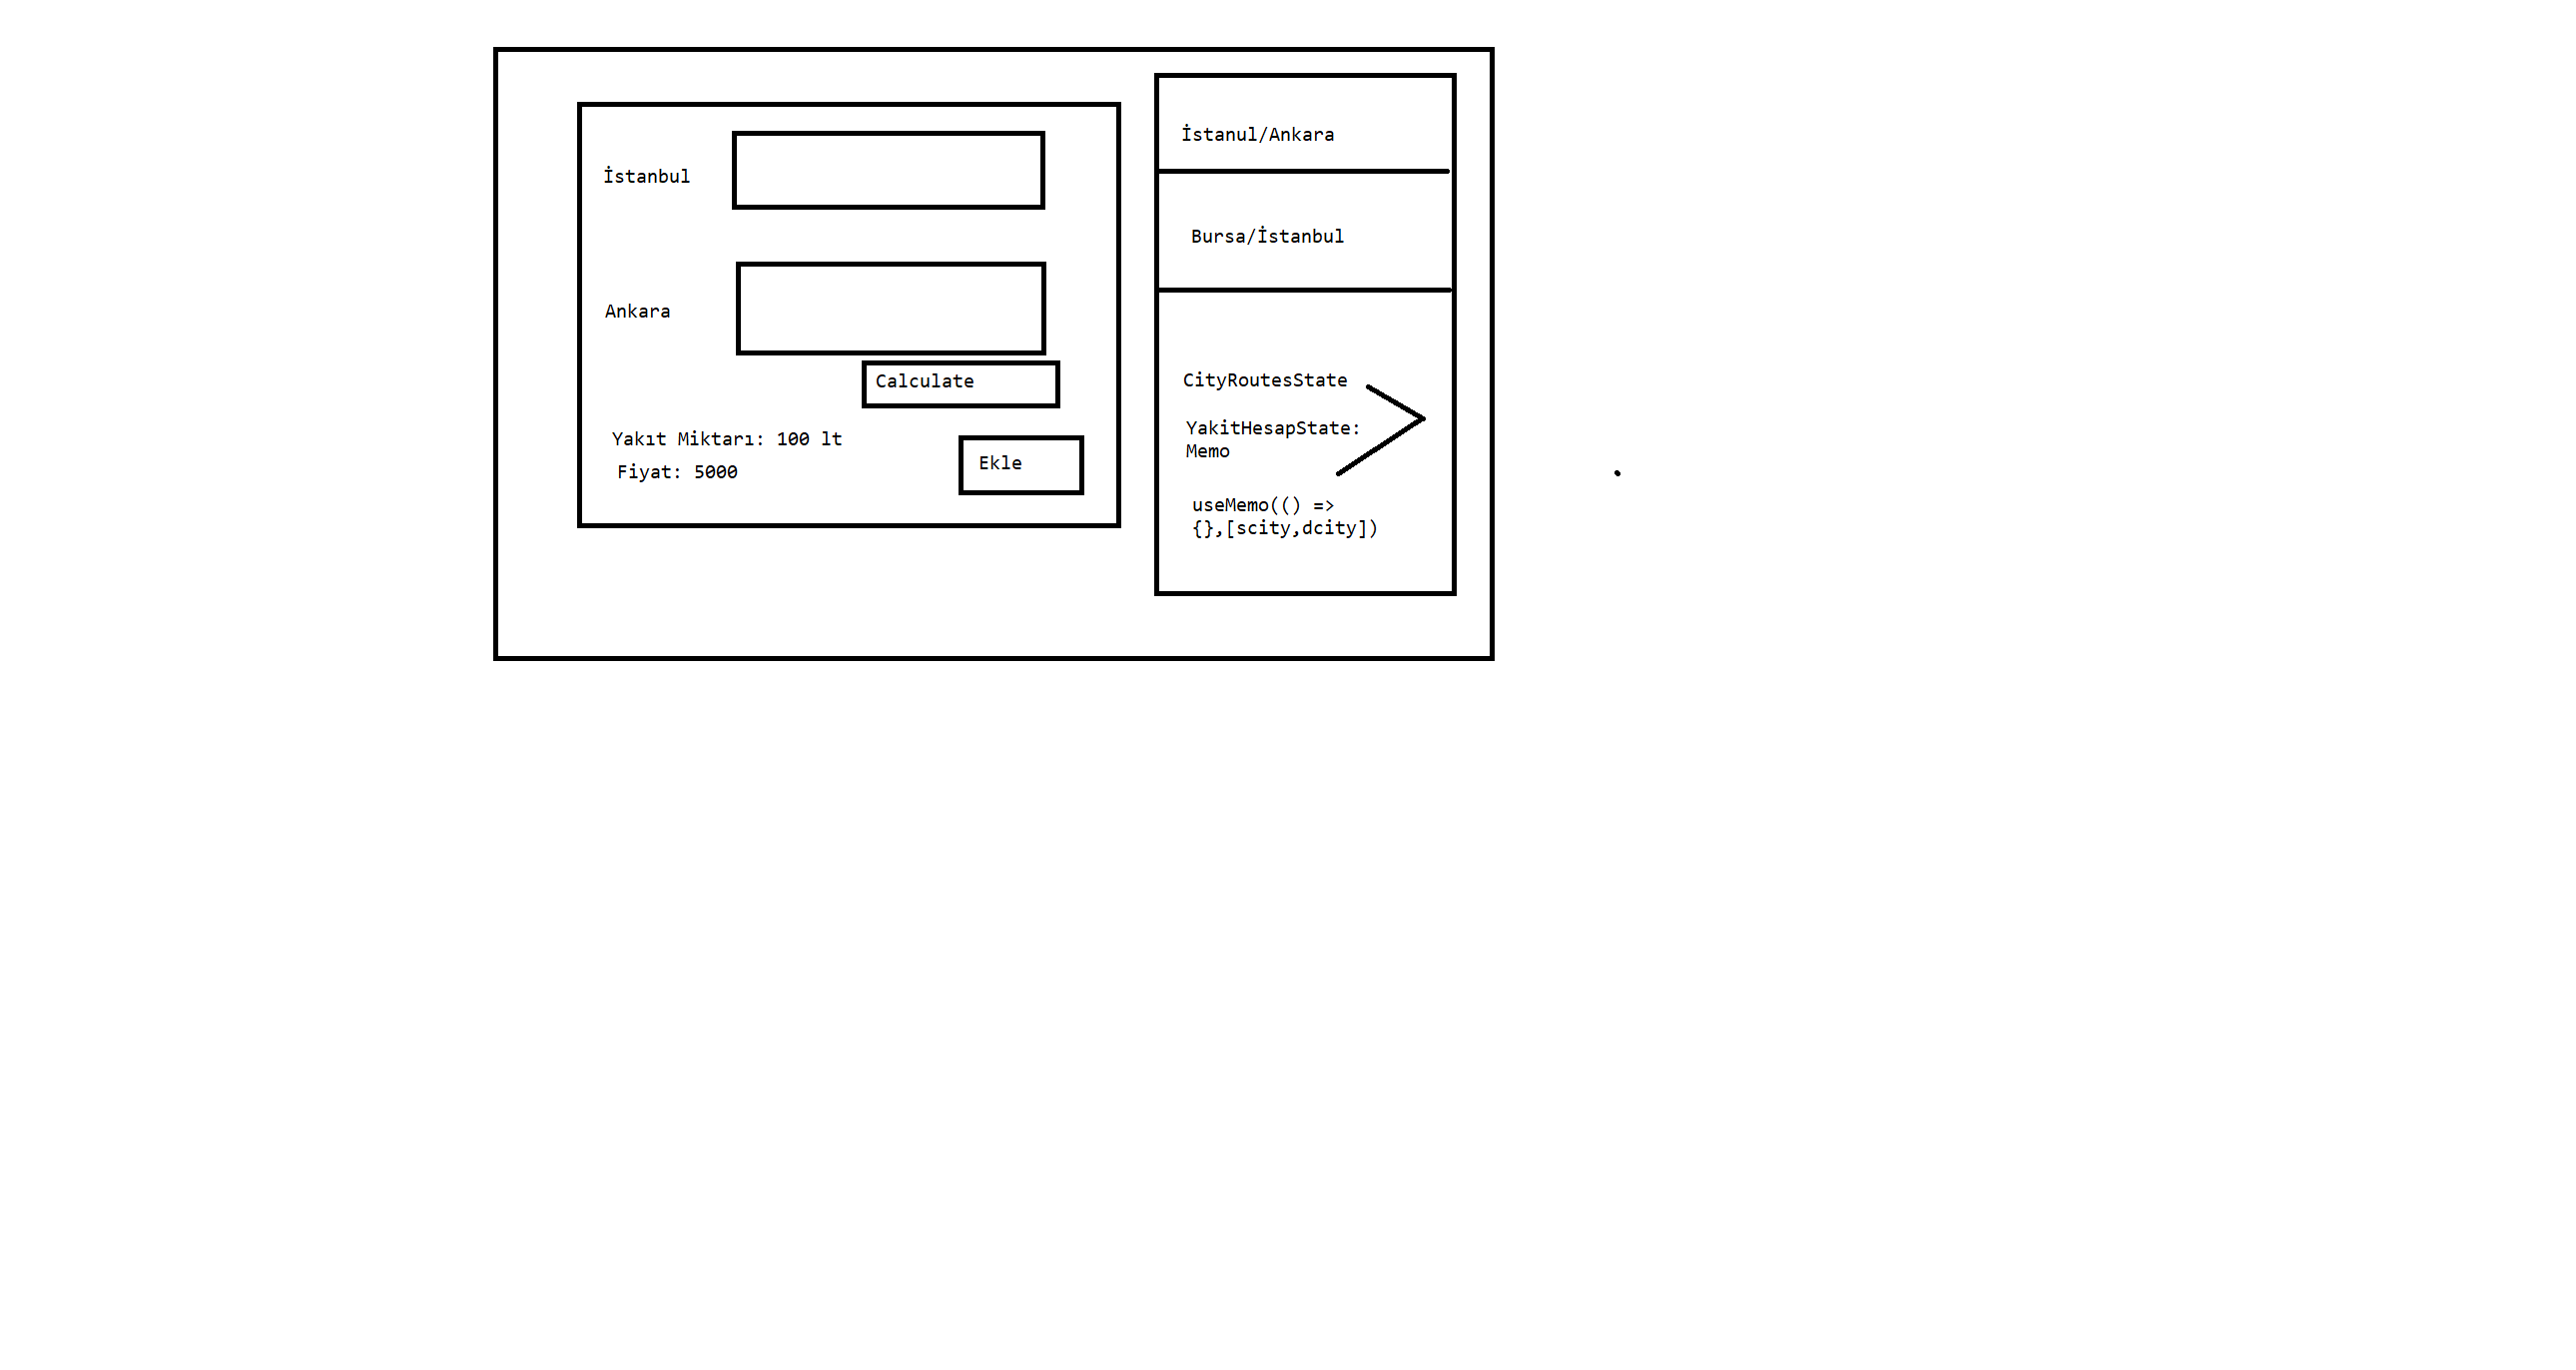 İstanbul
Ankara
Calculate
Yakıt Miktarı: 100 lt
Fiyat: 5000
Ekle
İstanul/Ankara
Bursa/İstanbul
CityRoutesState
YakitHesapState:
Memo
useMemo(() =>
{},[scity,dcity])